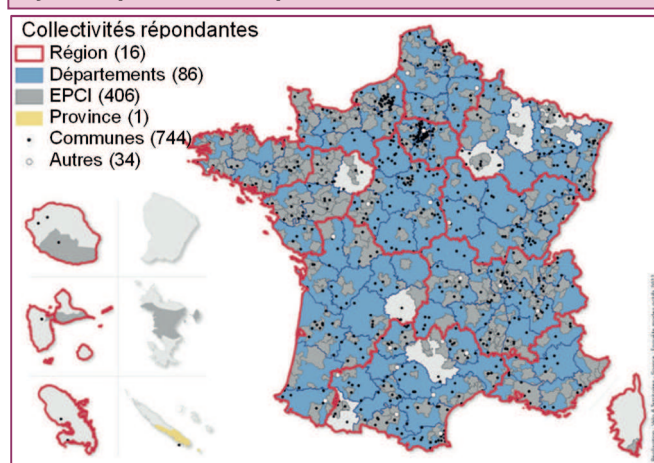 Collectivités répondantes
Région (16)
Départements (86)
EPCI (406)
Province (1)
Communes (744)
Autres (34)